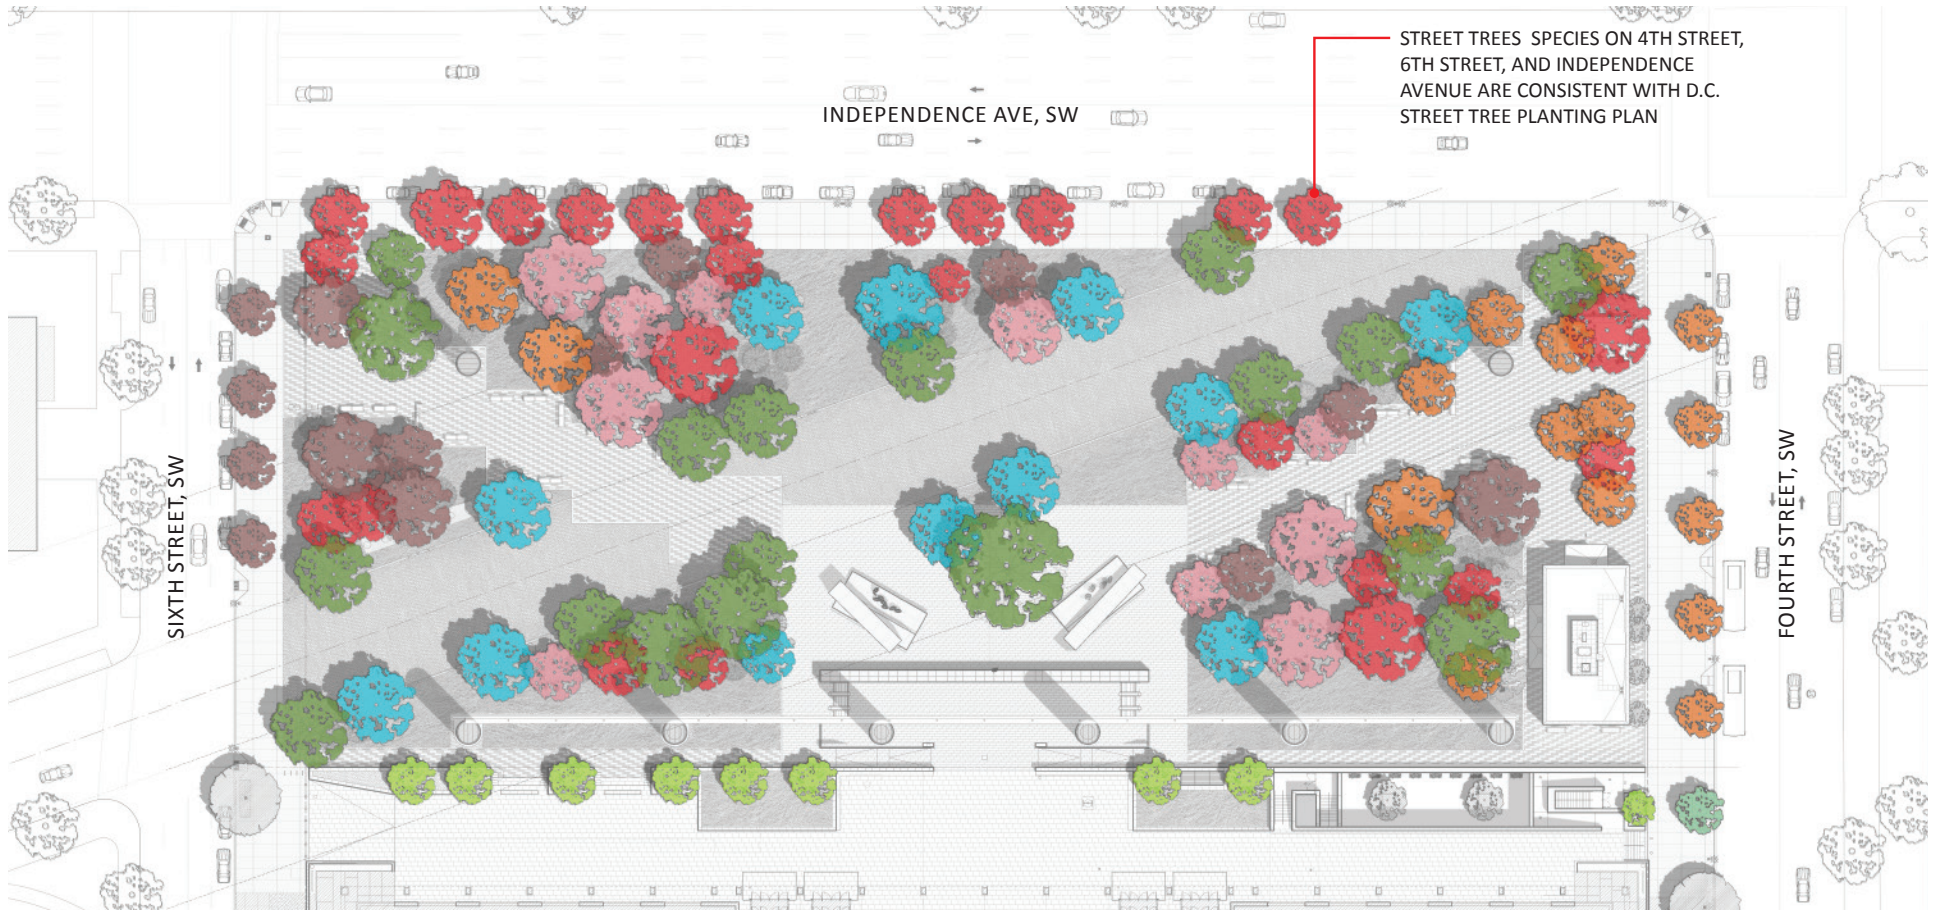 STREET TREES SPECIES ON 4TH STREET,
6TH STREET, AND INDEPENDENCE
AVENUE ARE CONSISTENT WITH D.C.
STREET TREE PLANTING PLAN
INDEPENDENCE AVE, SW
SIXTH STREET, SW
FOURTH STREET, SW